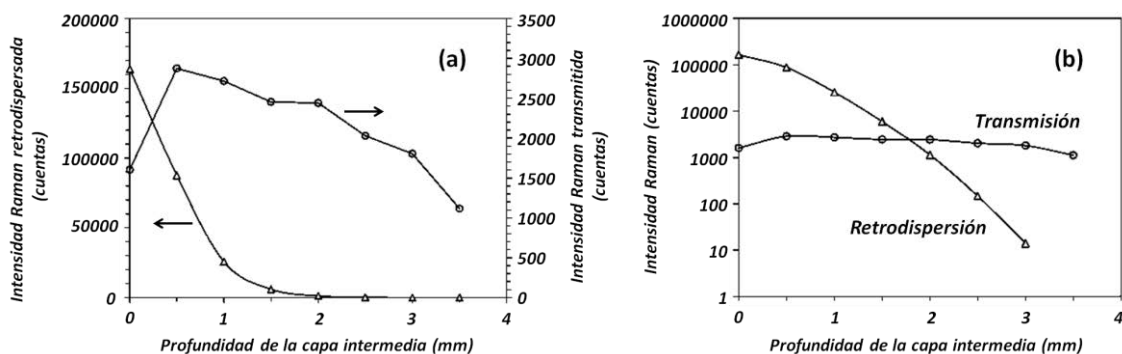 (a)
Intensidad Raman retrodispersada
(cuentas)
200000
150000
100000
50000
0
3500
3000
2500
2000
1500
1000
500
0
Intensidad Raman transmitida
(cuentas)
0 1 2 3 4
Profundidad de la capa intermedia (mm)
(b)
Intensidad Raman (cuentas)
1000000
100000
10000
1000
100
10
1
Transmisión
Retrodispersión
0 1 2 3 4
Profundidad de la capa intermedia (mm)